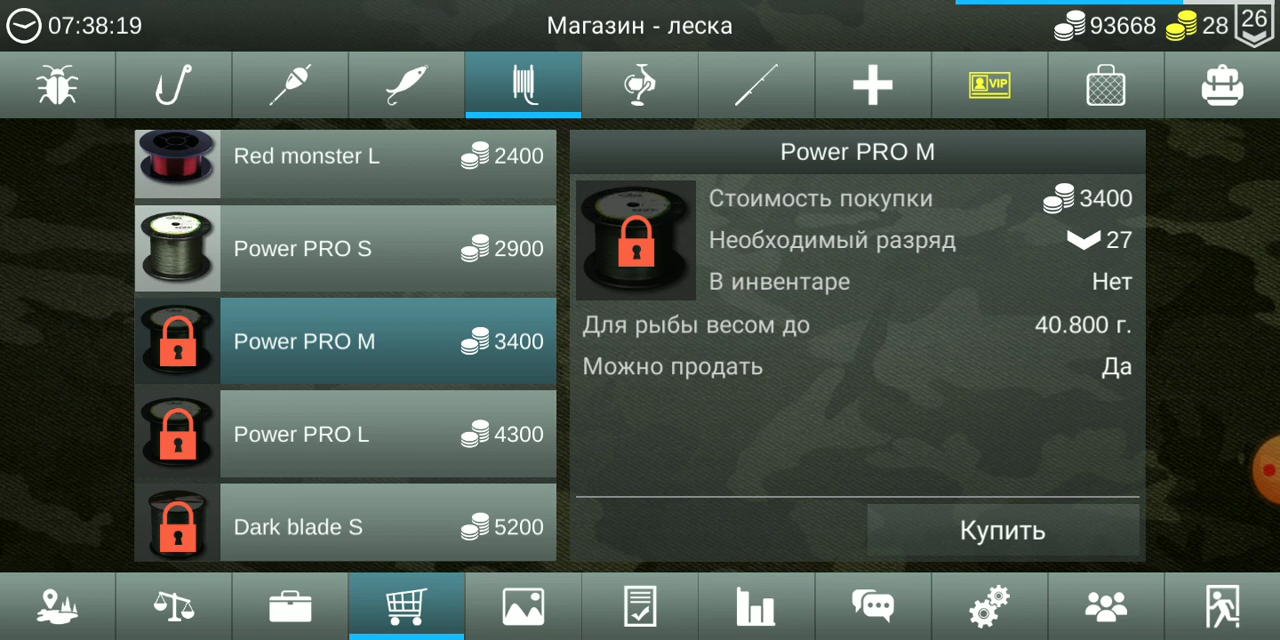 07:38:19
Магазин - леска
93668
28
26
VIP
Red monster L 2400
Power PRO S 2900
Power PRO M 3400
Power PRO L 4300
Dark blade S 5200
Power PRO M
Стоимость покупки 3400
Необходимый разряд 27
В инвентаре Нет
Для рыбы весом до 40.800 г.
Можно продать Да
Купить